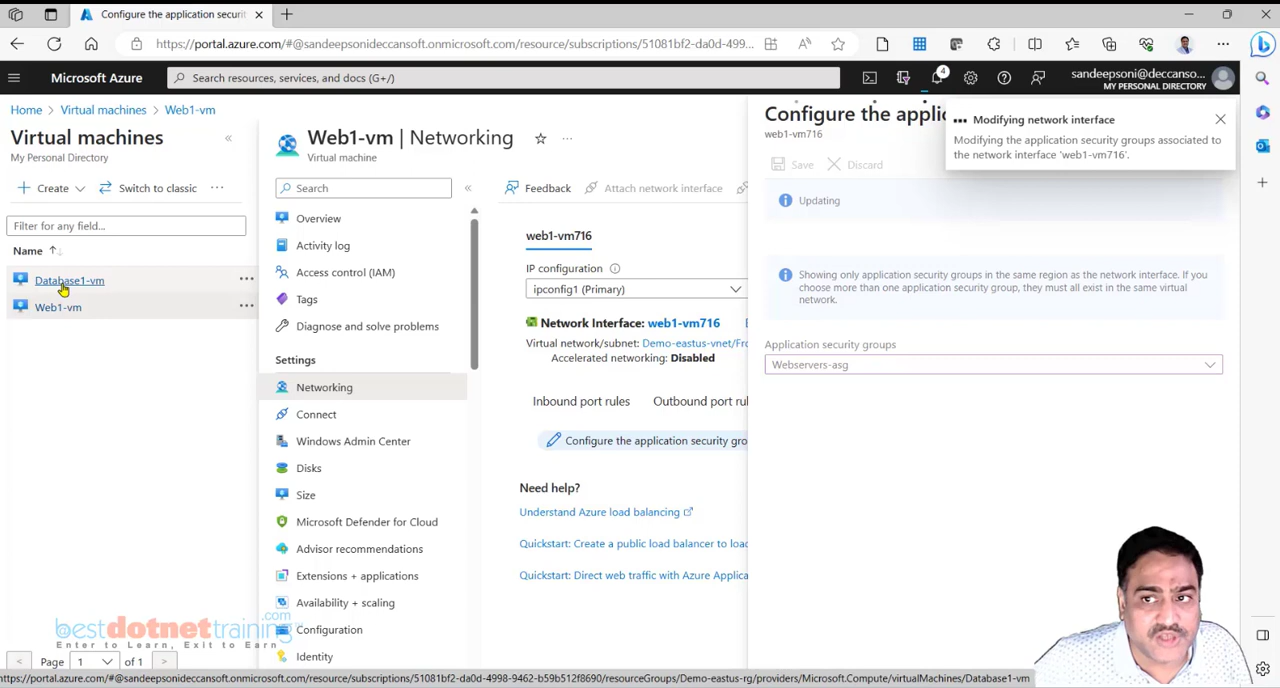 Configure the application securit
https://portal.azure.com/#@sandeepsonideccansoft.onmicrosoft.com/resource/subscriptions/51081bf2-da0d-499...
Microsoft Azure
Search resources, services, and docs (G+/)
4
sandeepsoni@deccanso...
MY PERSONAL DIRECTORY
Home > Virtual machines > Web1-vm
Virtual machines
My Personal Directory
Create
Switch to classic
Filter for any field...
Name
Database1-vm
Web1-vm
Page 1 of 1
Web1-vm | Networking
Virtual machine
Search
Overview
Activity log
Access control (IAM)
Tags
Diagnose and solve problems
Settings
Networking
Connect
Windows Admin Center
Disks
Size
Microsoft Defender for Cloud
Advisor recommendations
Extensions + applications
Availability + scaling
Configuration
Identity
Feedback
Attach network interface
web1-vm716
IP configuration
ipconfig1 (Primary)
Network Interface: web1-vm716
Virtual network/subnet: Demo-eastus-vnet/Fro
Accelerated networking: Disabled
Inbound port rules
Outbound port rul
Configure the application security gro
Need help?
Understand Azure load balancing
Quickstart: Create a public load balancer to load
Quickstart: Direct web traffic with Azure Applica
Configure the applic
web1-vm716
Save
Discard
Updating
Showing only application security groups in the same region as the network interface. If you
choose more than one application security group, they must all exist in the same virtual
network.
Application security groups
Webservers-asg
Modifying network interface
Modifying the application security groups associated to
the network interface 'web1-vm716'.
bestdotnettraining.com
Enter to Learn, Exit to Earn
https://portal.azure.com/#@sandeepsonideccansoft.onmicrosoft.com/resource/subscriptions/51081bf2-da0d-4998-9462-b59b512f8690/resourceGroups/Demo-eastus-rg/providers/Microsoft.Compute/virtualMachines/Database1-vm